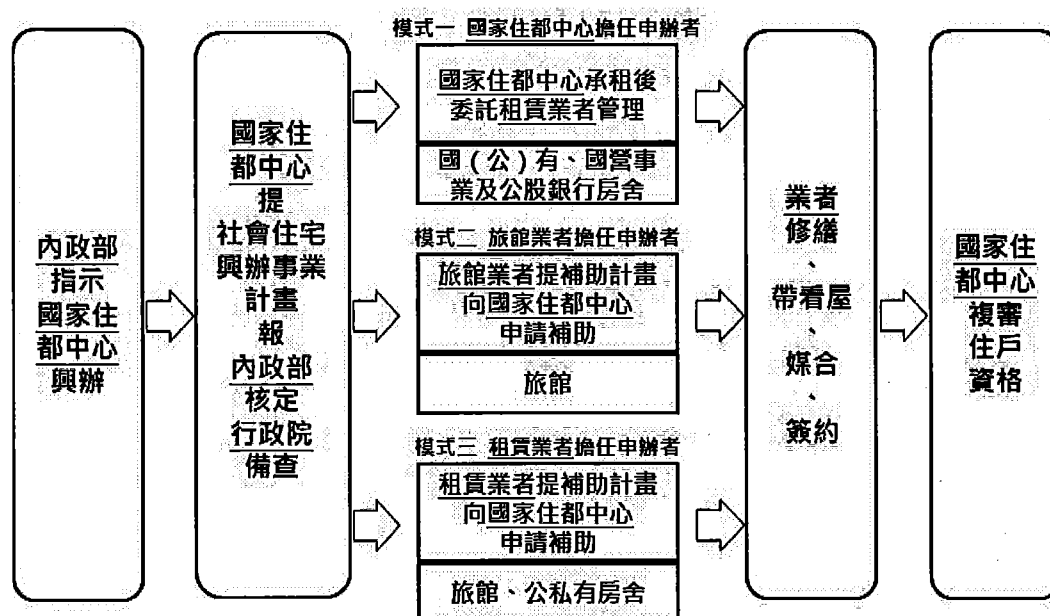 內政部
指示
國家住
都中心
興辦
國家住
都中心
提
社會住宅
興辦事業
計畫
報
內政部
核定
行政院
備查
模式一 國家住都中心擔任申辦者
國家住都中心承租後
委託租賃業者管理
國（公）有、國營事
業及公股銀行房舍
模式二 旅館業者擔任申辦者
旅館業者提補助計畫
向國家住都中心
申請補助
旅館
模式三 租賃業者擔任申辦者
租賃業者提補助計畫
向國家住都中心
申請補助
旅館、公私有房舍
業者
修繕
、
帶看屋
、
媒合
、
簽約
國家住
都中心
複審
住戶
資格